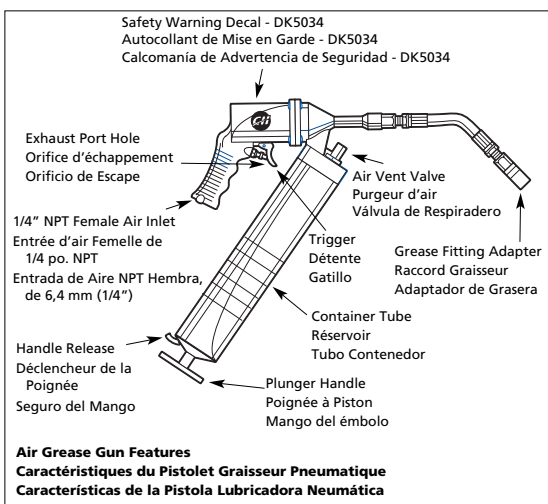 Safety Warning Decal - DK5034
Autocollant de Mise en Garde - DK5034
Calcomanía de Advertencia de Seguridad - DK5034
CH
Exhaust Port Hole
Orifice d'échappement
Orificio de Escape
Air Vent Valve
Purgeur d'air
Válvula de Respiradero
1/4" NPT Female Air Inlet
Entrée d'air Femelle de
1/4 po. NPT
Entrada de Aire NPT Hembra,
de 6,4 mm (1/4")
Trigger
Détente
Gatillo
Grease Fitting Adapter
Raccord Graisseur
Adaptador de Grasera
Container Tube
Réservoir
Tubo Contenedor
Handle Release
Déclencheur de la
Poignée
Seguro del Mango
Plunger Handle
Poignée à Piston
Mango del émbolo
Air Grease Gun Features
Caractéristiques du Pistolet Graisseur Pneumatique
Características de la Pistola Lubricadora Neumática